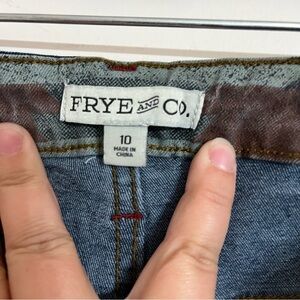 FRYE AND CO.
10
MADE IN
CHINA